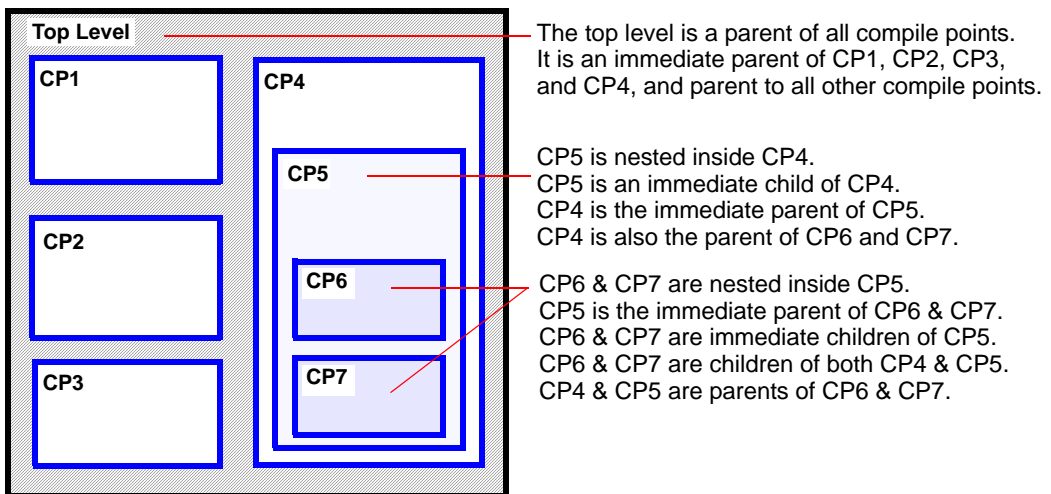 Top Level
CP1
CP2
CP3
CP4
CP5
CP6
CP7
The top level is a parent of all compile points.
It is an immediate parent of CP1, CP2, CP3,
and CP4, and parent to all other compile points.
CP5 is nested inside CP4.
CP5 is an immediate child of CP4.
CP4 is the immediate parent of CP5.
CP4 is also the parent of CP6 and CP7.
CP6 & CP7 are nested inside CP5.
CP5 is the immediate parent of CP6 & CP7.
CP6 & CP7 are immediate children of CP5.
CP6 & CP7 are children of both CP4 & CP5.
CP4 & CP5 are parents of CP6 & CP7.